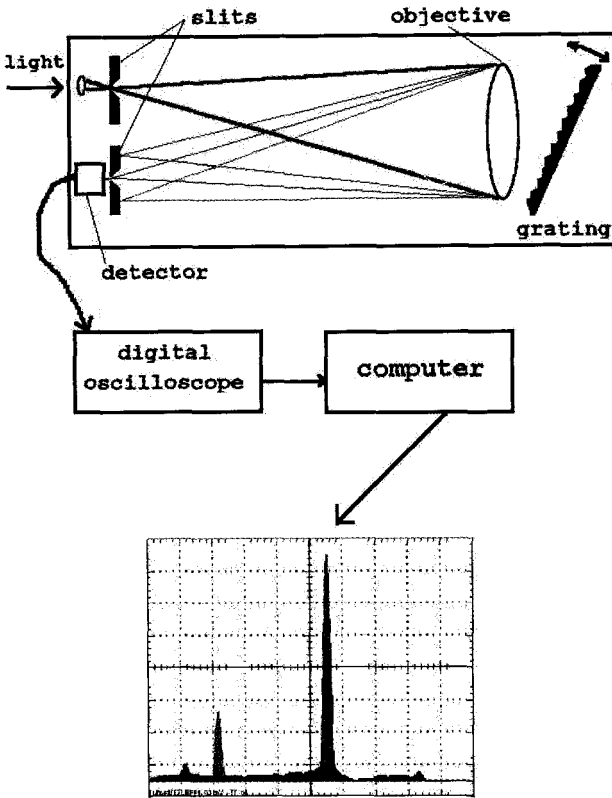 slits
objective
light
grating
detector
digital
oscilloscope
computer